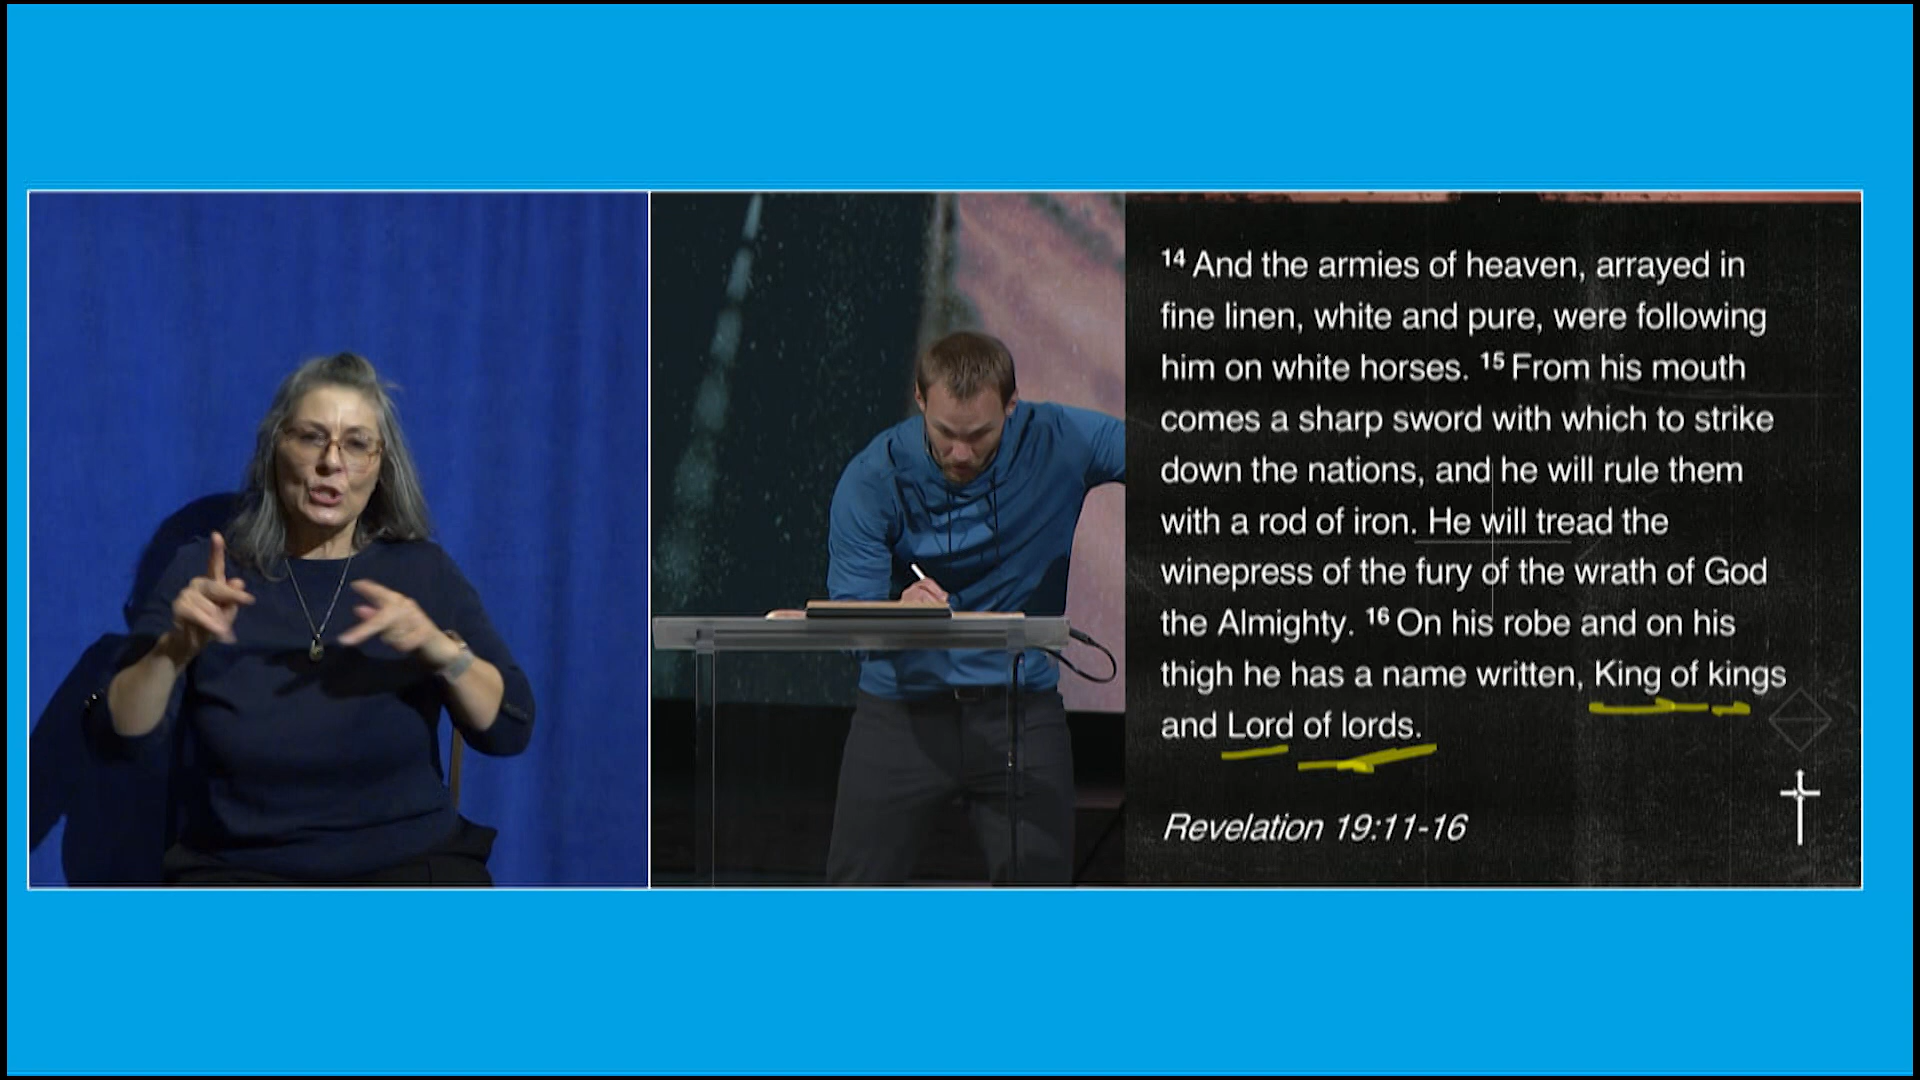 14 And the armies of heaven, arrayed in
fine linen, white and pure, were following
him on white horses. 15 From his mouth
comes a sharp sword with which to strike
down the nations, and he will rule them
with a rod of iron. He will tread the
winepress of the fury of the wrath of God
the Almighty. 16 On his robe and on his
thigh he has a name written, King of kings
and Lord of lords.
Revelation 19:11-16